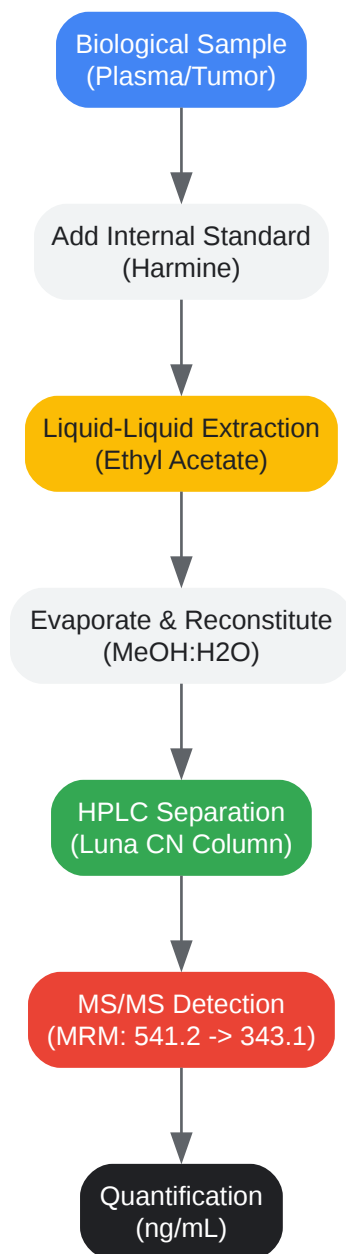 Biological Sample
(Plasma/Tumor)
Add Internal Standard
(Harmine)
Liquid-Liquid Extraction
(Ethyl Acetate)
Evaporate & Reconstitute
(MeOH:H2O)
HPLC Separation
(Luna CN Column)
MS/MS Detection
(MRM: 541.2 -> 343.1)
Quantification
(ng/mL)